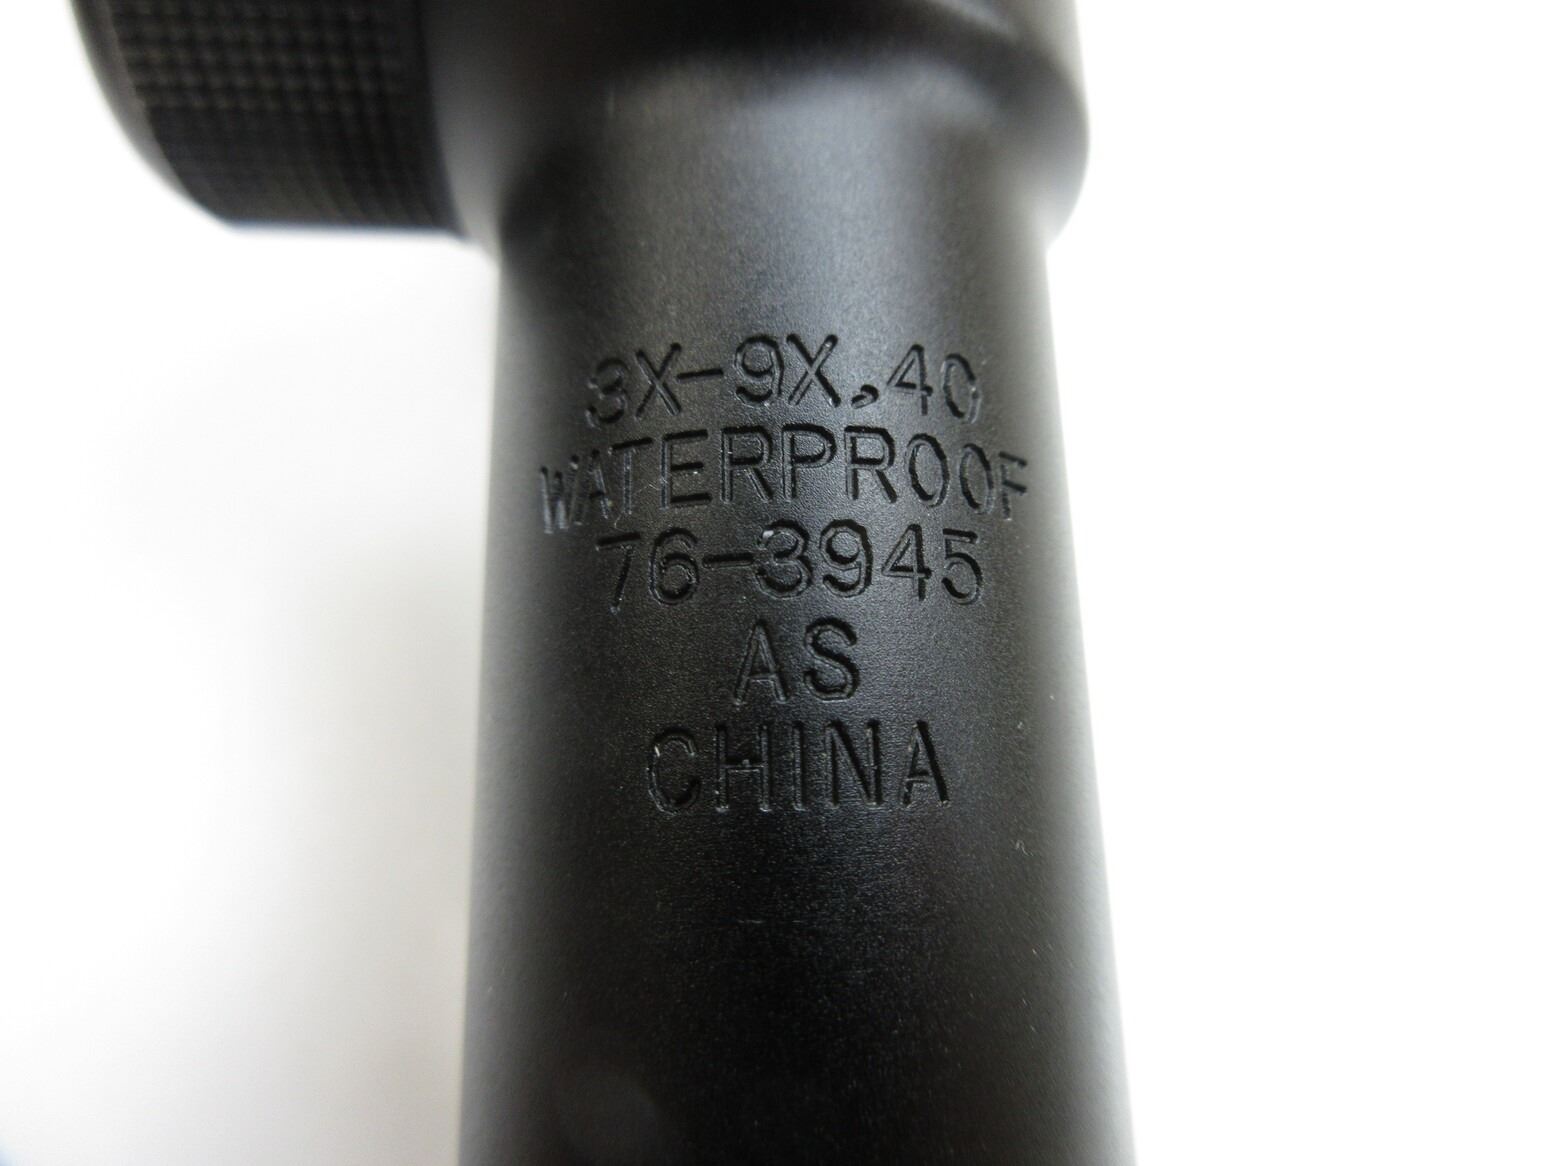 3X-9X,40
WATERPROOF
76-3945
AS
CHINA